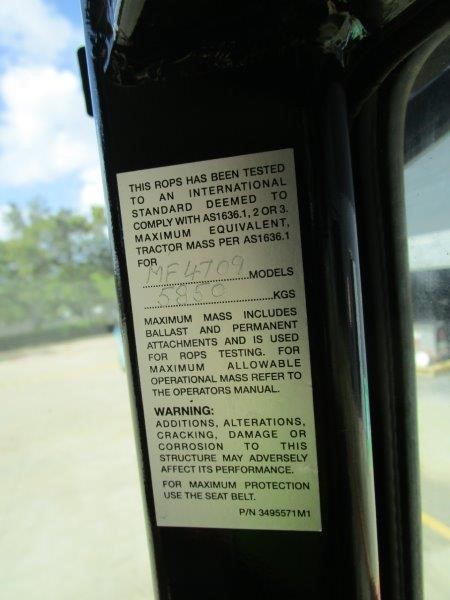 THIS ROPS HAS BEEN TESTED
TO AN INTERNATIONAL
STANDARD DEEMED TO
COMPLY WITH AS1636.1, 2 OR 3.
MAXIMUM EQUIVALENT,
TRACTOR MASS PER AS1636.1
FOR
MF4709 MODELS
5850 KGS
MAXIMUM MASS INCLUDES
BALLAST AND PERMANENT
ATTACHMENTS AND IS USED
FOR ROPS TESTING. FOR
MAXIMUM ALLOWABLE
OPERATIONAL MASS REFER TO
THE OPERATORS MANUAL.
WARNING:
ADDITIONS, ALTERATIONS,
CRACKING, DAMAGE OR
CORROSION TO THIS
STRUCTURE MAY ADVERSELY
AFFECT ITS PERFORMANCE.
FOR MAXIMUM PROTECTION
USE THE SEAT BELT.
P/N 3495571M1